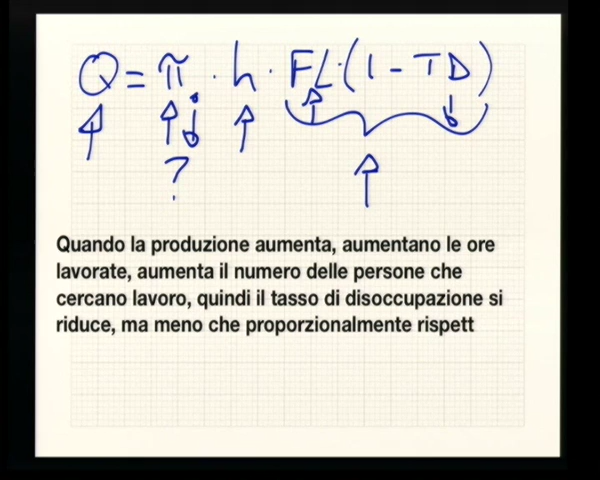 Q = π · h · FL · (1 - TD)
↑ ↑ ↓ ↑ ↑ ↓
? ↑
Quando la produzione aumenta, aumentano le ore
lavorate, aumenta il numero delle persone che
cercano lavoro, quindi il tasso di disoccupazione si
riduce, ma meno che proporzionalmente rispett